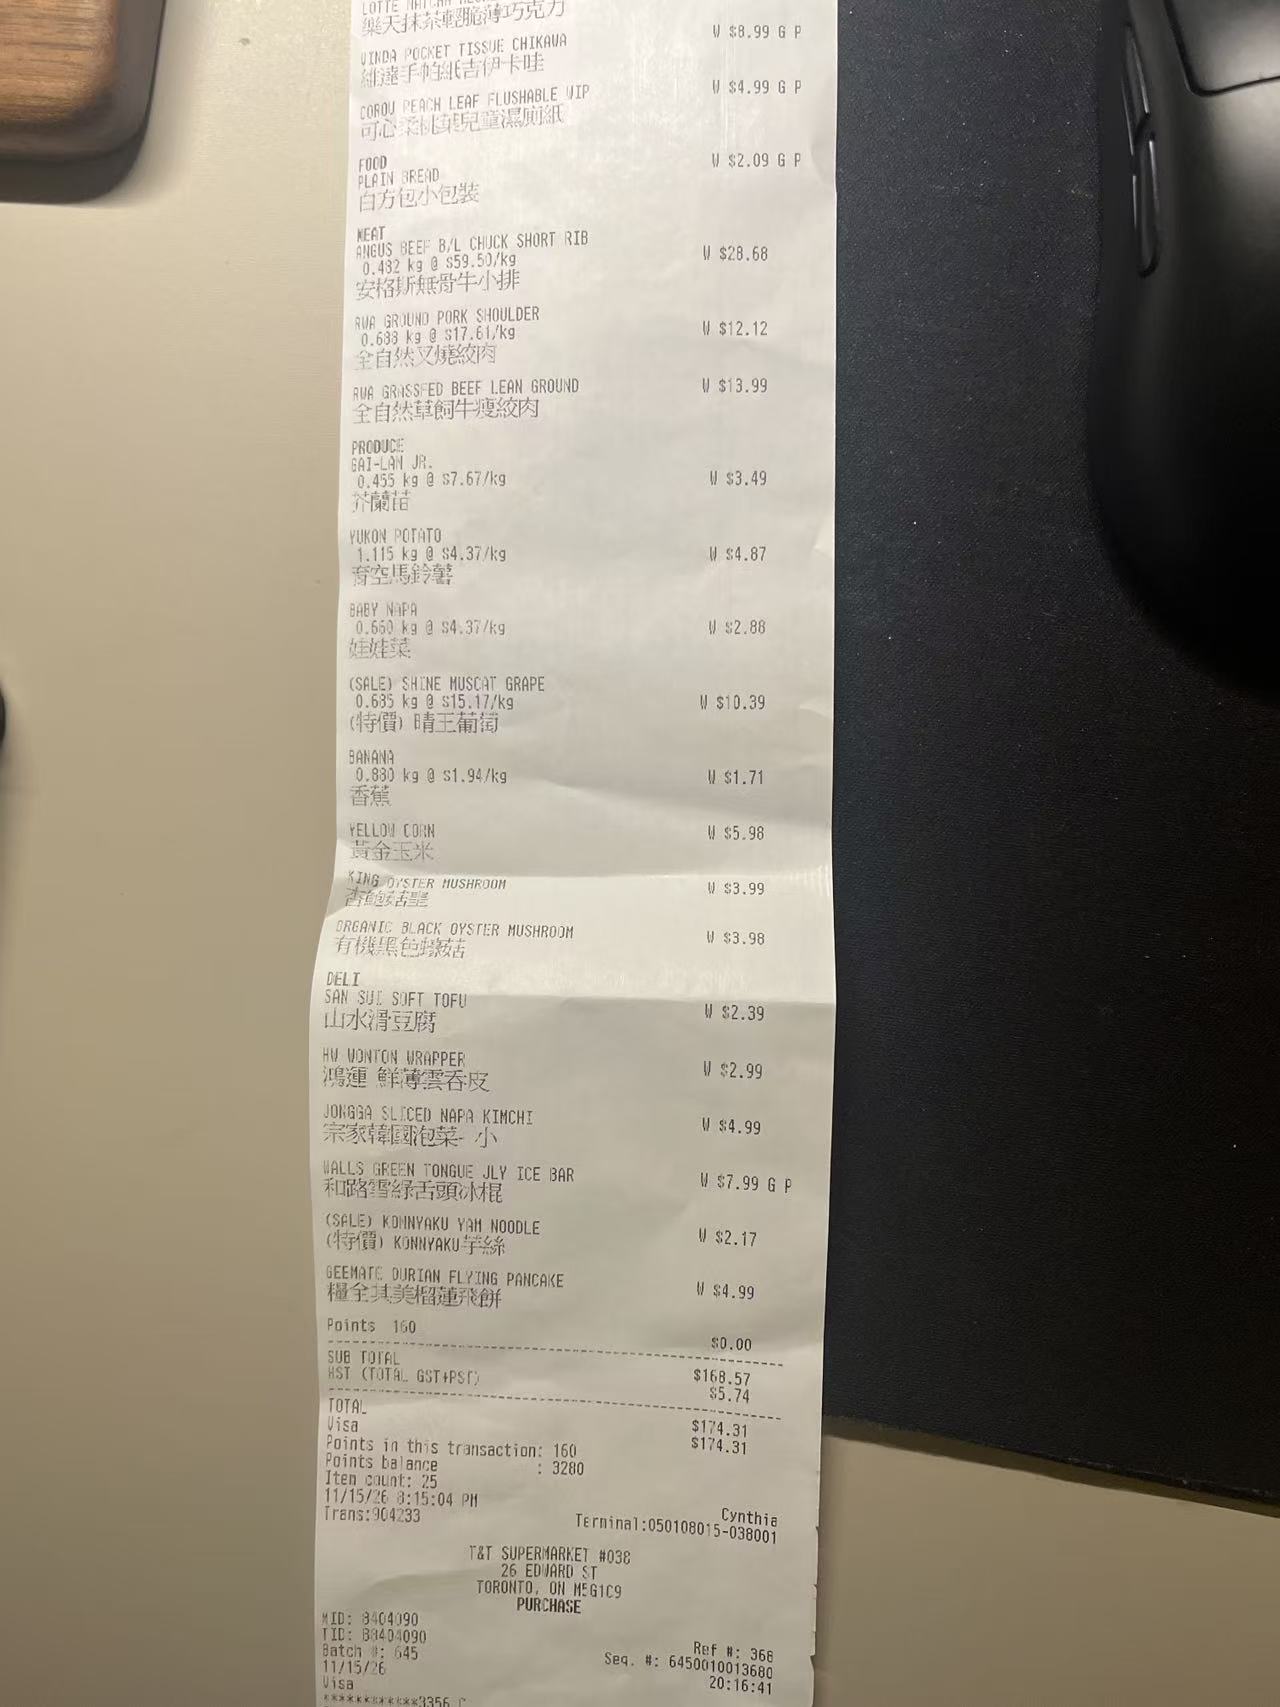 樂天抹茶輕脆薄巧克力
W $8.99 G P
VINDA POCKET TISSUE CHIKAWA
維達手帕紙吉伊卡哇
W $4.99 G P
COROU PEACH LEAF FLUSHABLE WIP
可心柔桃葉兒童濕廁紙
FOOD
W $2.09 G P
PLAIN BREAD
白方包小包裝
MEAT
ANGUS BEEF B/L CHUCK SHORT RIB
0.482 kg @ $59.50/kg W $28.68
安格斯無骨牛小排
RWA GROUND PORK SHOULDER
0.688 kg @ $17.61/kg W $12.12
全自然叉燒絞肉
RWA GRASSFED BEEF LEAN GROUND W $13.99
全自然草飼牛瘦絞肉
PRODUCE
GAI-LAN JR.
0.455 kg @ $7.67/kg W $3.49
芥蘭苗
YUKON POTATO
1.115 kg @ $4.37/kg W $4.87
育空馬鈴薯
BABY NAPA
0.660 kg @ $4.37/kg W $2.88
娃娃菜
(SALE) SHINE MUSCAT GRAPE
0.685 kg @ $15.17/kg W $10.39
(特價) 晴王葡萄
BANANA
0.880 kg @ $1.94/kg W $1.71
香蕉
YELLOW CORN W $5.98
黃金玉米
KING OYSTER MUSHROOM W $3.99
杏鮑菇皇
ORGANIC BLACK OYSTER MUSHROOM W $3.98
有機黑色蠔菇
DELI
SAN SUI SOFT TOFU W $2.39
山水滑豆腐
HW WONTON WRAPPER W $2.99
鴻運 鮮薄雲吞皮
JONGGA SLICED NAPA KIMCHI W $4.99
宗家韓國泡菜- 小
WALLS GREEN TONGUE JLY ICE BAR W $7.99 G P
和路雪綠舌頭冰棍
(SALE) KONNYAKU YAM NOODLE W $2.17
(特價) KONNYAKU芋絲
GEEMATE DURIAN FLYING PANCAKE W $4.99
糧全其美榴蓮飛餅
Points 160 $0.00
SUB TOTAL $168.57
HST (TOTAL GST+PST) $5.74
TOTAL $174.31
Visa $174.31
Points in this transaction: 160
Points balance : 3280
Item count: 25
11/15/26 8:15:04 PM Cynthia
Trans:904233 Terminal:050108015-038001
T&T SUPERMARKET #038
26 EDWARD ST
TORONTO, ON M5G1C9
PURCHASE
MID: 8404090
TID: B8404090 Ref #: 368
Batch #: 645 Seq. #: 6450010013680
11/15/26 20:16:41
Visa
************3356 C